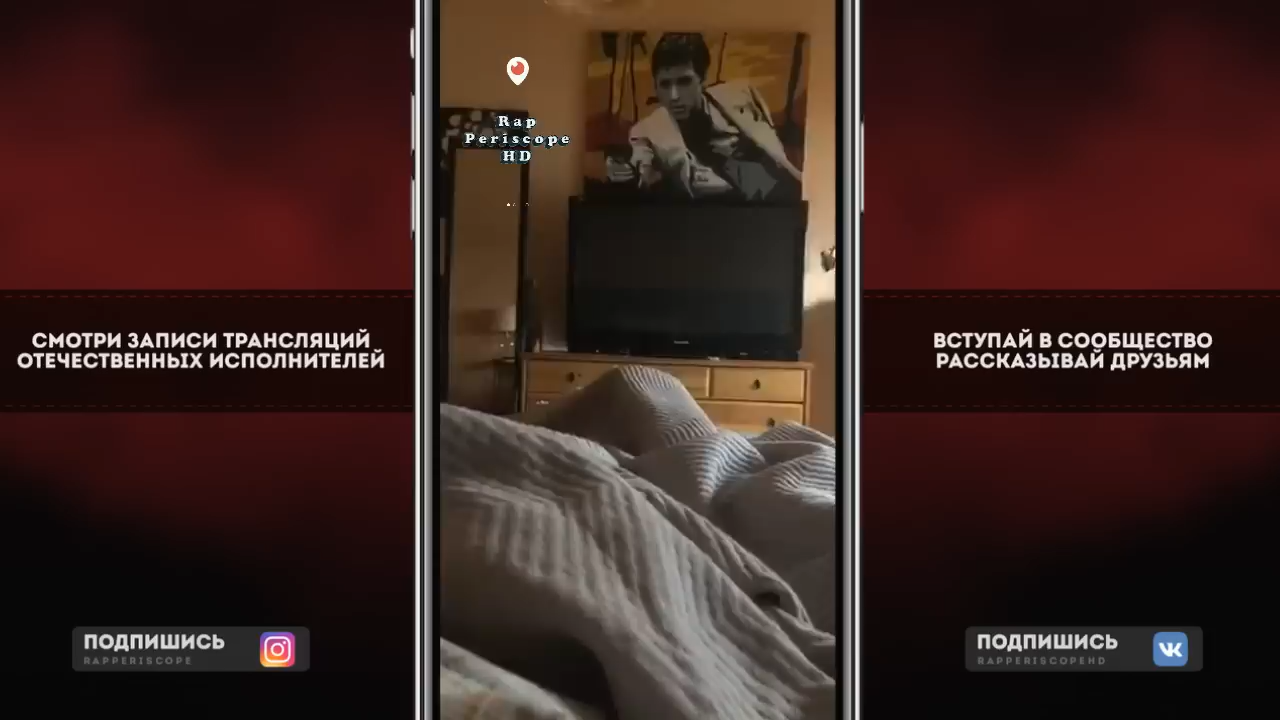 Rap
Periscope
HD
СМОТРИ ЗАПИСИ ТРАНСЛЯЦИЙ
ОТЕЧЕСТВЕННЫХ ИСПОЛНИТЕЛЕЙ
ВСТУПАЙ В СООБЩЕСТВО
РАССКАЗЫВАЙ ДРУЗЬЯМ
ПОДПИШИСЬ
RAPPERISCOPE
ПОДПИШИСЬ
RAPPERISCOPEHD